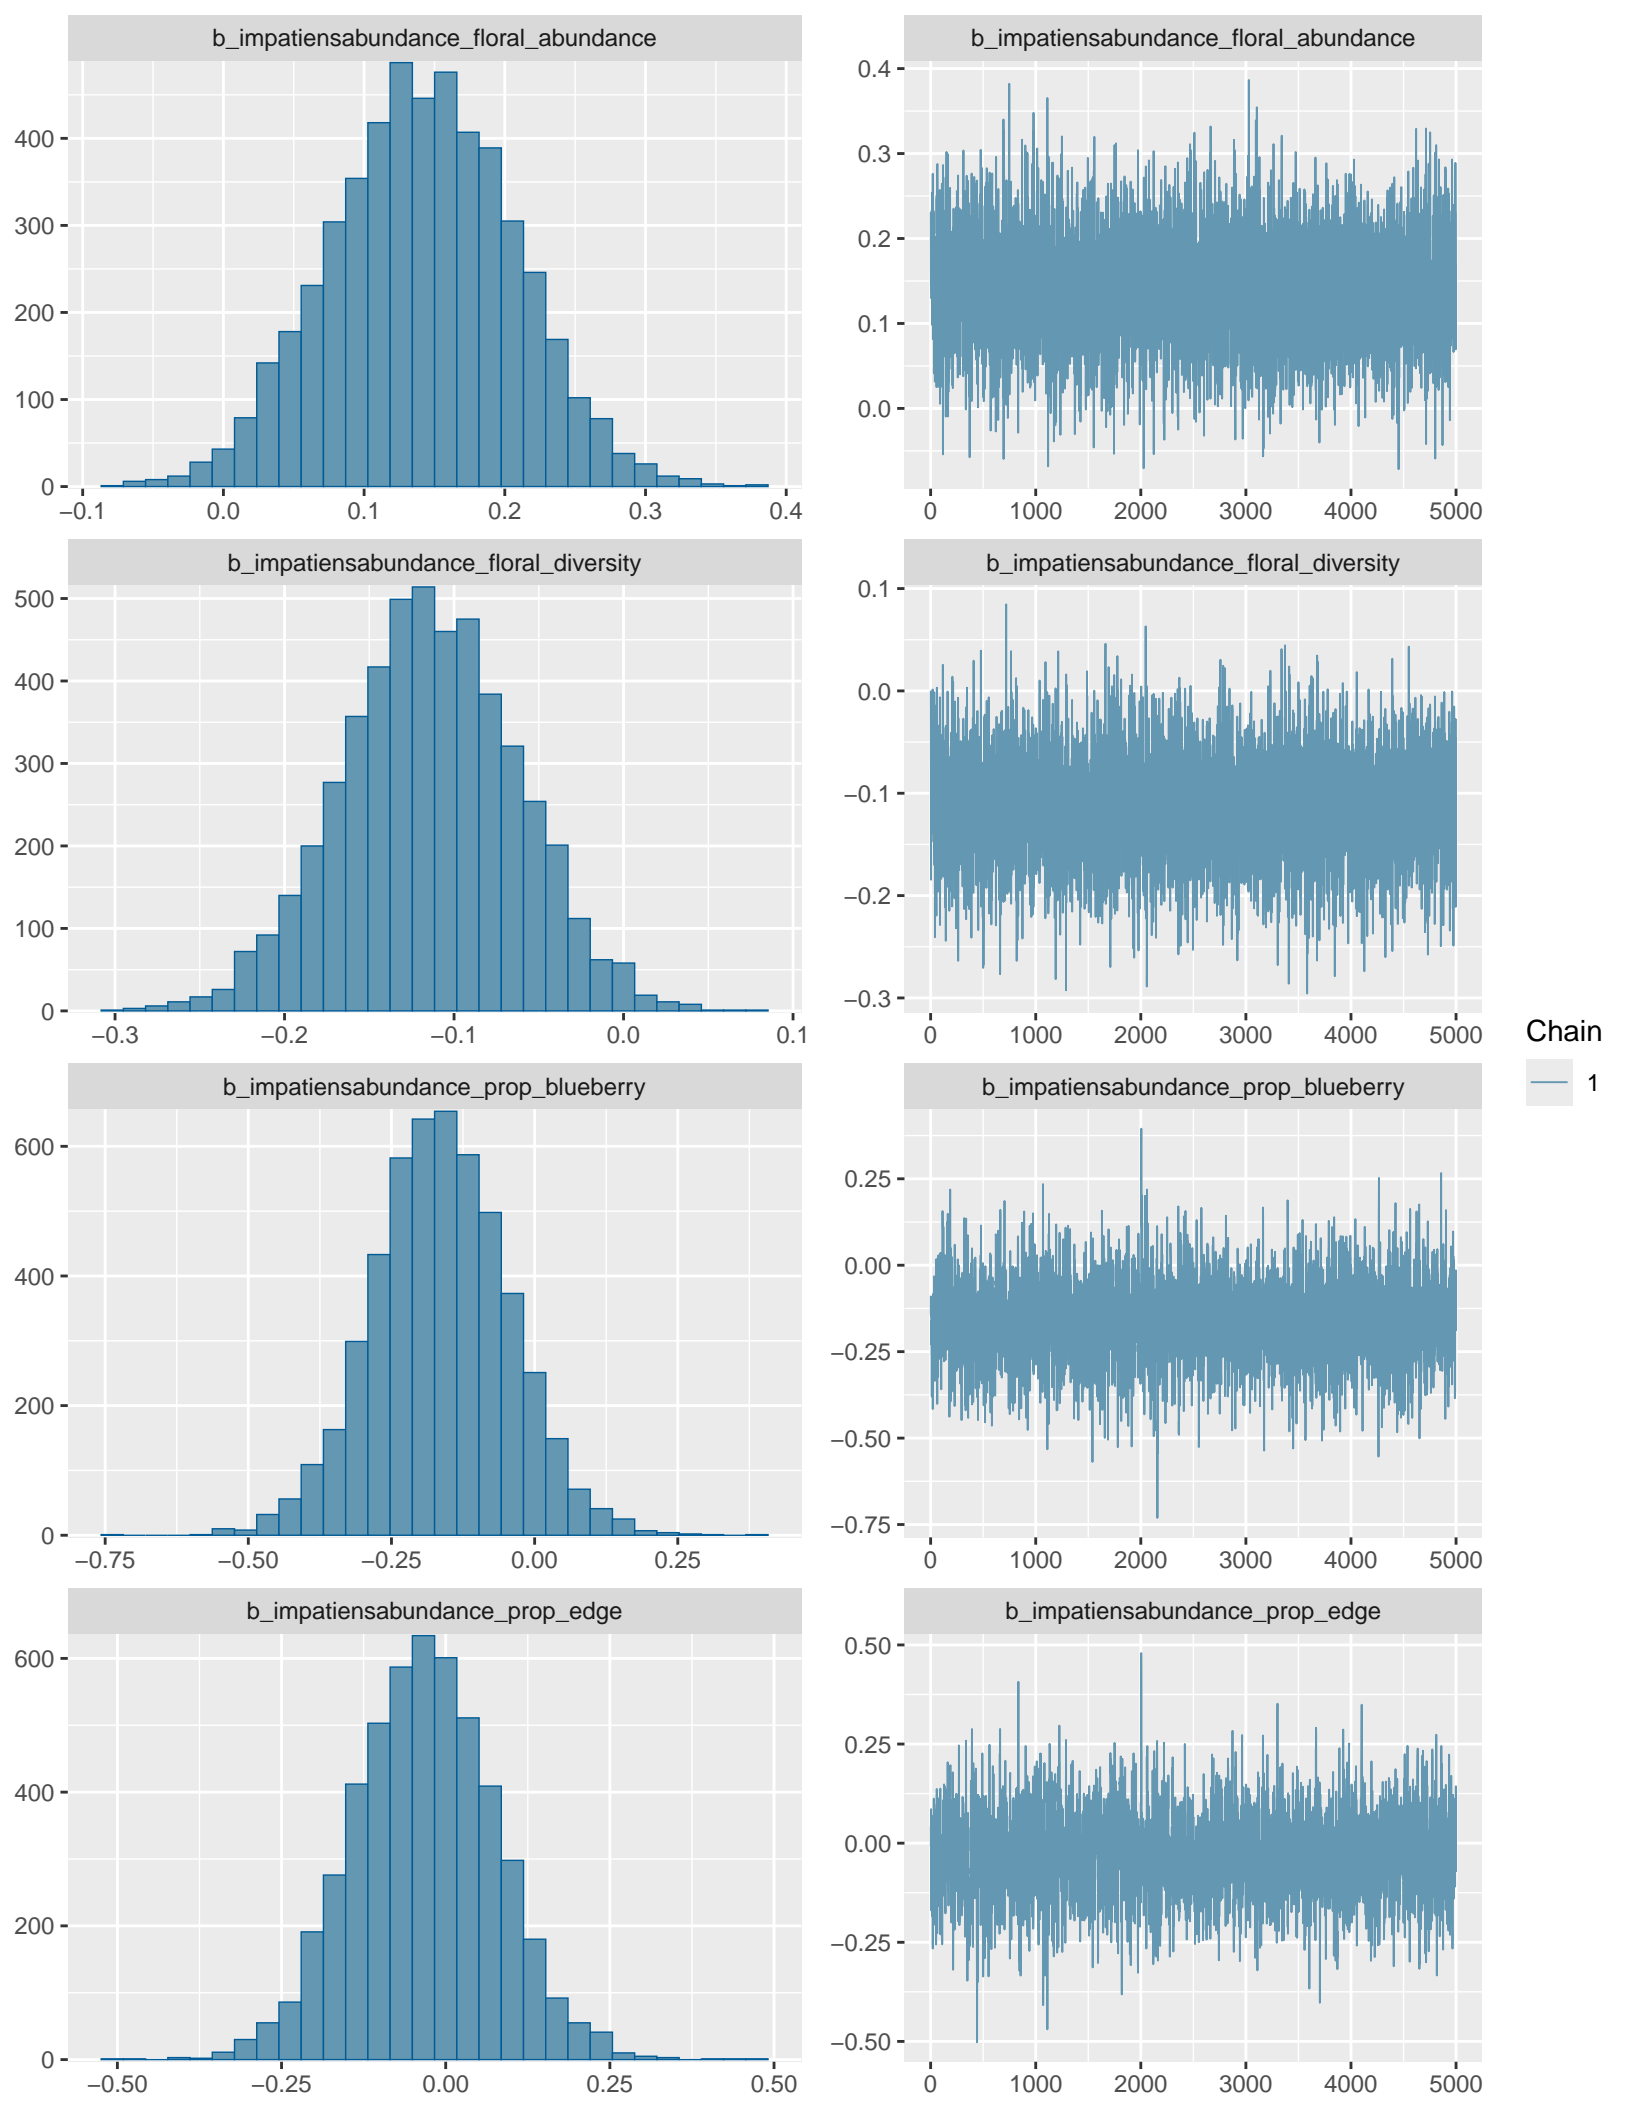 b_impatiensabundance_floral_abundance
400
300
200
100
0
−0.1 0.0 0.1 0.2 0.3 0.4
b_impatiensabundance_floral_abundance
0.4
0.3
0.2
0.1
0.0
0 1000 2000 3000 4000 5000
b_impatiensabundance_floral_diversity
500
400
300
200
100
0
−0.3 −0.2 −0.1 0.0 0.1
b_impatiensabundance_floral_diversity
0.1
0.0
−0.1
−0.2
−0.3
0 1000 2000 3000 4000 5000
b_impatiensabundance_prop_blueberry
600
400
200
0
−0.75 −0.50 −0.25 0.00 0.25
b_impatiensabundance_prop_blueberry
0.25
0.00
−0.25
−0.50
−0.75
0 1000 2000 3000 4000 5000
b_impatiensabundance_prop_edge
600
400
200
0
−0.50 −0.25 0.00 0.25 0.50
b_impatiensabundance_prop_edge
0.50
0.25
0.00
−0.25
−0.50
0 1000 2000 3000 4000 5000
Chain
1